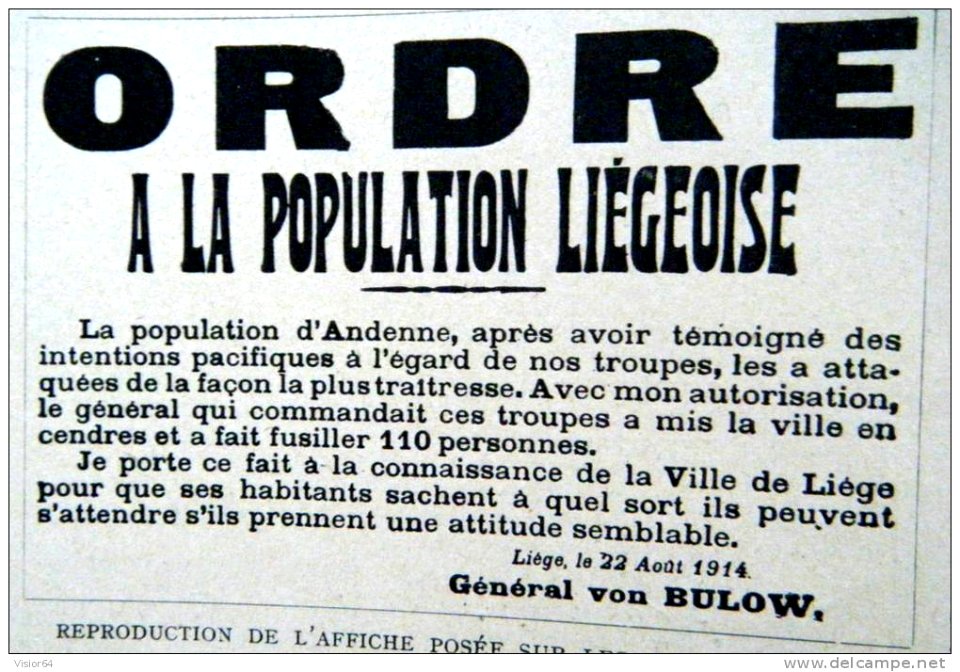 ORDRE
A LA POPULATION LIÉGEOISE
La population d'Andenne, après avoir témoigné des
intentions pacifiques à l'égard de nos troupes, les a atta-
quées de la façon la plus traîtresse. Avec mon autorisation,
le général qui commandait ces troupes a mis la ville en
cendres et a fait fusiller 110 personnes.
Je porte ce fait à la connaissance de la Ville de Liége
pour que ses habitants sachent à quel sort ils peuvent
s'attendre s'ils prennent une attitude semblable.
Liége, le 22 Août 1914.
Général von BULOW.
REPRODUCTION DE L'AFFICHE POSÉE SUR
Visior64
delcampe.net